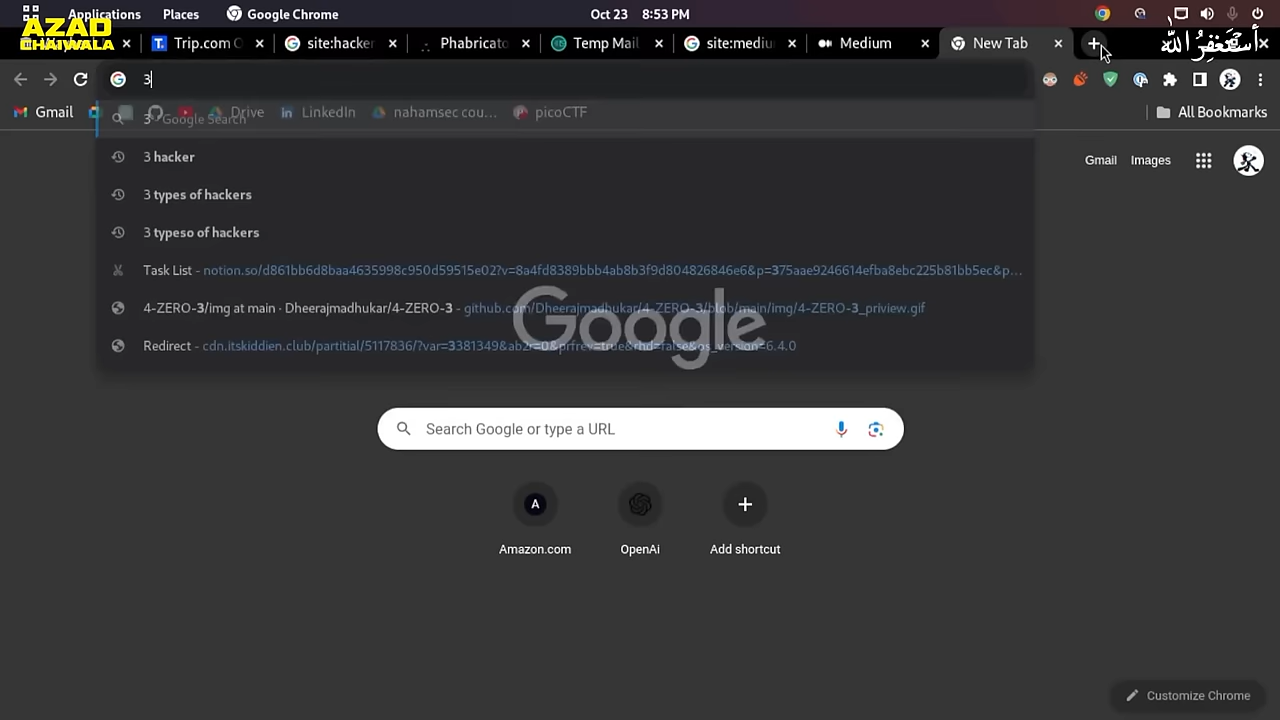 Applications Places Google Chrome Oct 23 8:53 PM
AZAD
CHAIWALA
Trip.com site:hacker Phabricato Temp Mail site:mediu Medium New Tab
أستغفر الله
3
Gmail Drive LinkedIn nahamsec cou... picoCTF All Bookmarks
3 - Google Search
3 hacker
Gmail Images
3 types of hackers
3 typeso of hackers
Task List - notion.so/d861bb6d8baa4635998c950d59515e02?v=8a4fd8389bbb4ab8b3f9d804826846e6&p=375aae9246614efba8ebc225b81bb5ec&p...
4-ZERO-3/img at main · Dheerajmadhukar/4-ZERO-3 - github.com/Dheerajmadhukar/4-ZERO-3/blob/main/img/4-ZERO-3_priview.gif
Google
Redirect - cdn.itskiddien.club/partitial/5117836/?var=3381349&ab2r=0&prfrev=true&rhd=false&os_version=6.4.0
Search Google or type a URL
A
Amazon.com OpenAi Add shortcut
Customize Chrome